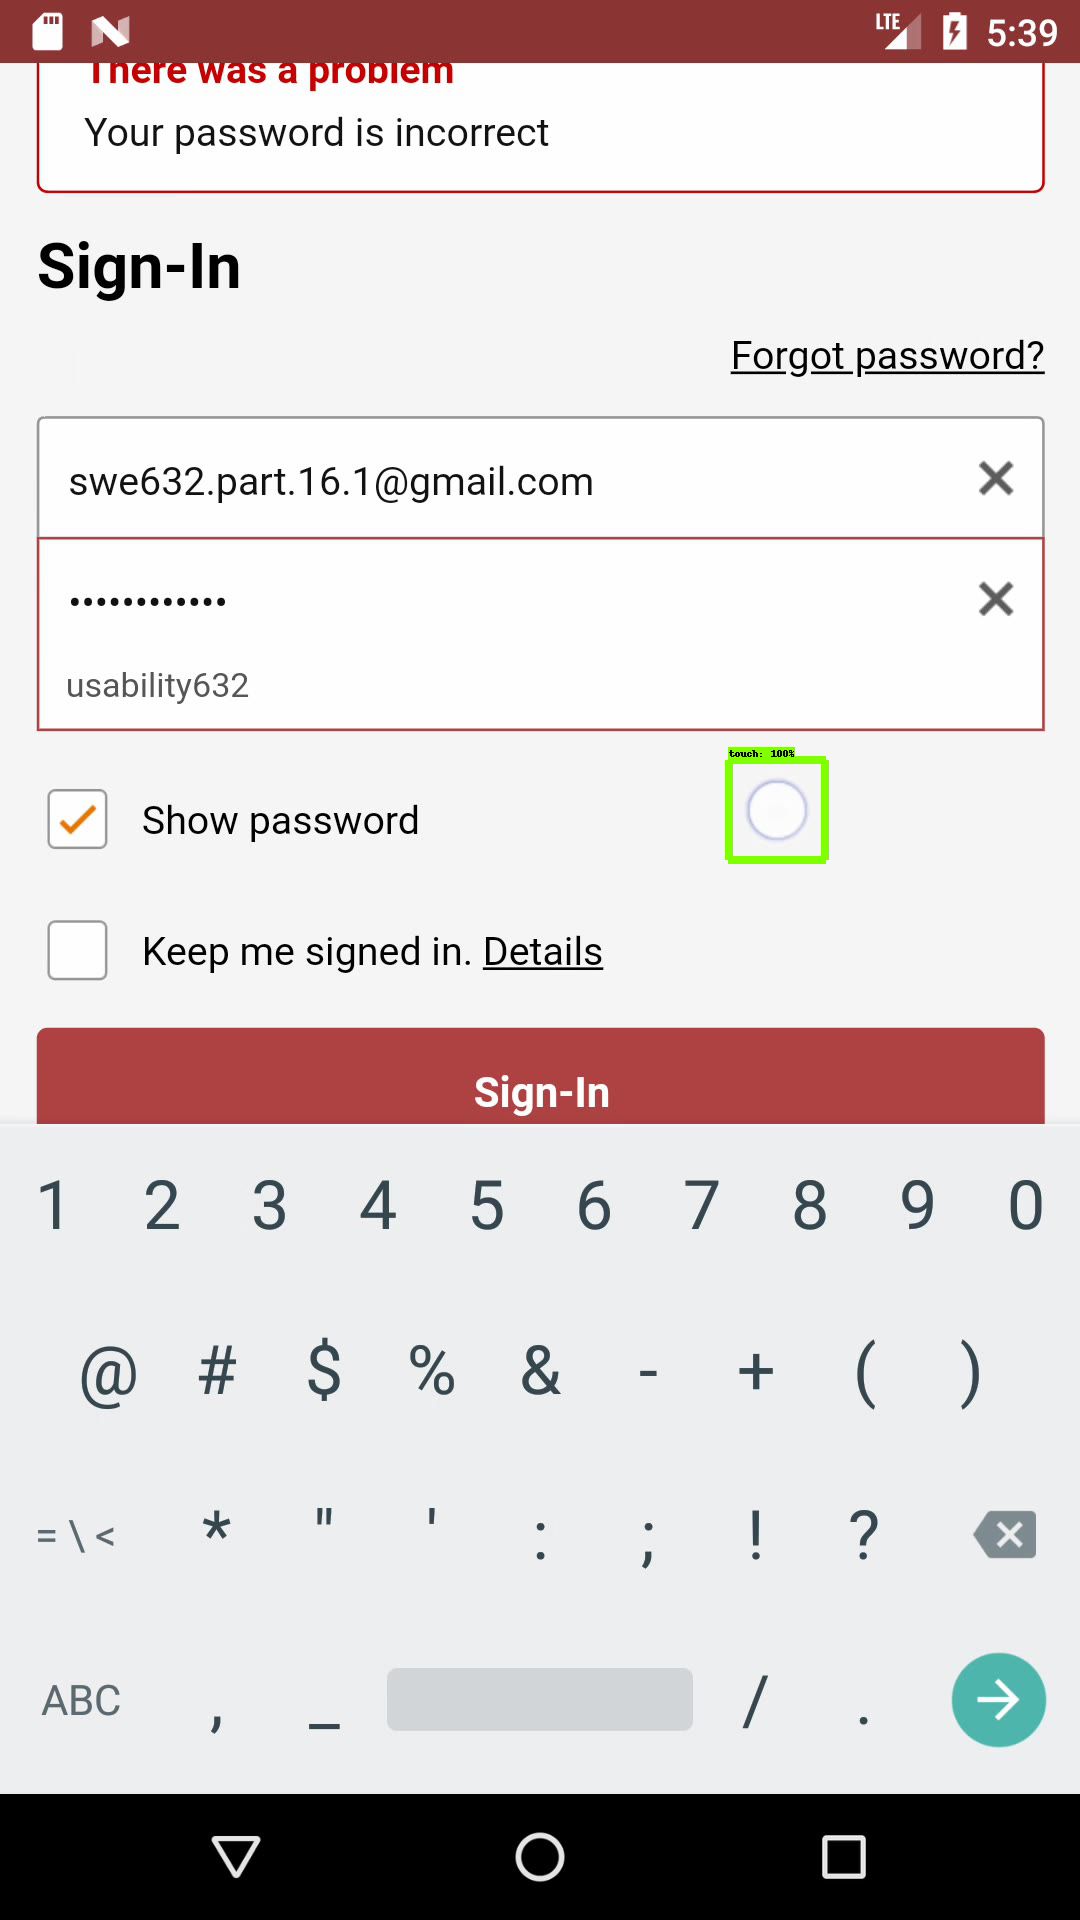 LTE 5:39
There was a problem
Your password is incorrect
Sign-In
Forgot password?
swe632.part.16.1@gmail.com
••••••••••••
usability632
touch: 100%
Show password
Keep me signed in. Details
Sign-In
1 2 3 4 5 6 7 8 9 0
@ # $ % & - + ( )
= \ < * " ' : ; ! ?
ABC , _ / .